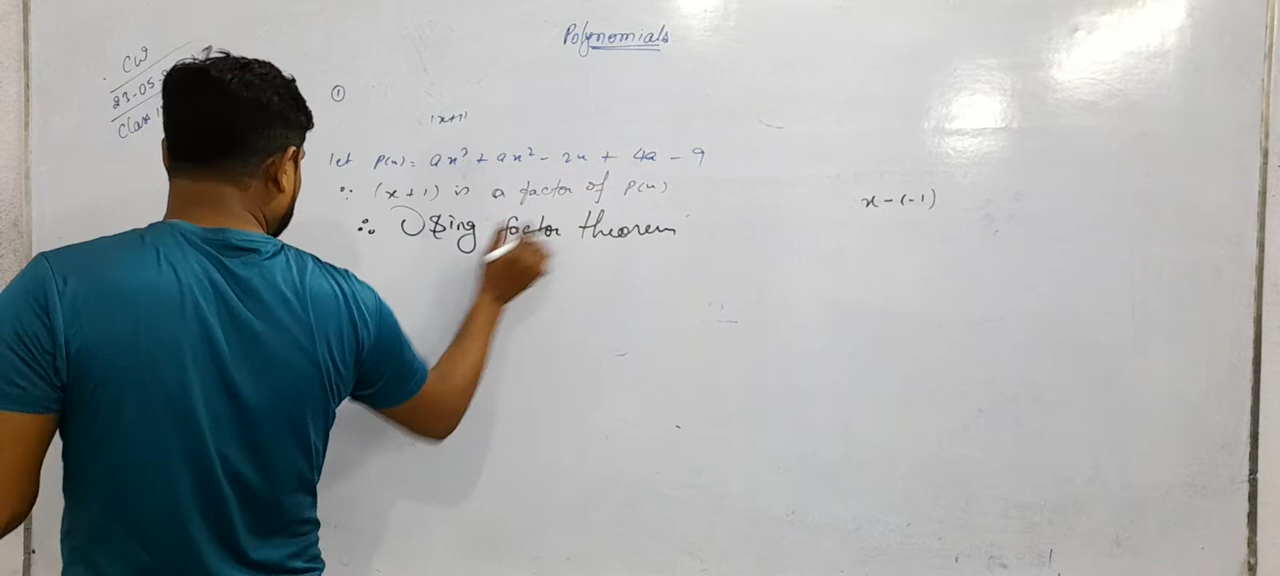 Polynomials
CW
23-05-
Class
①
(x+1)
let p(x) = ax³ + ax² - 2x + 4a - 9
∵ (x+1) is a factor of p(x)
x-(-1)
∴ Using factor theorem